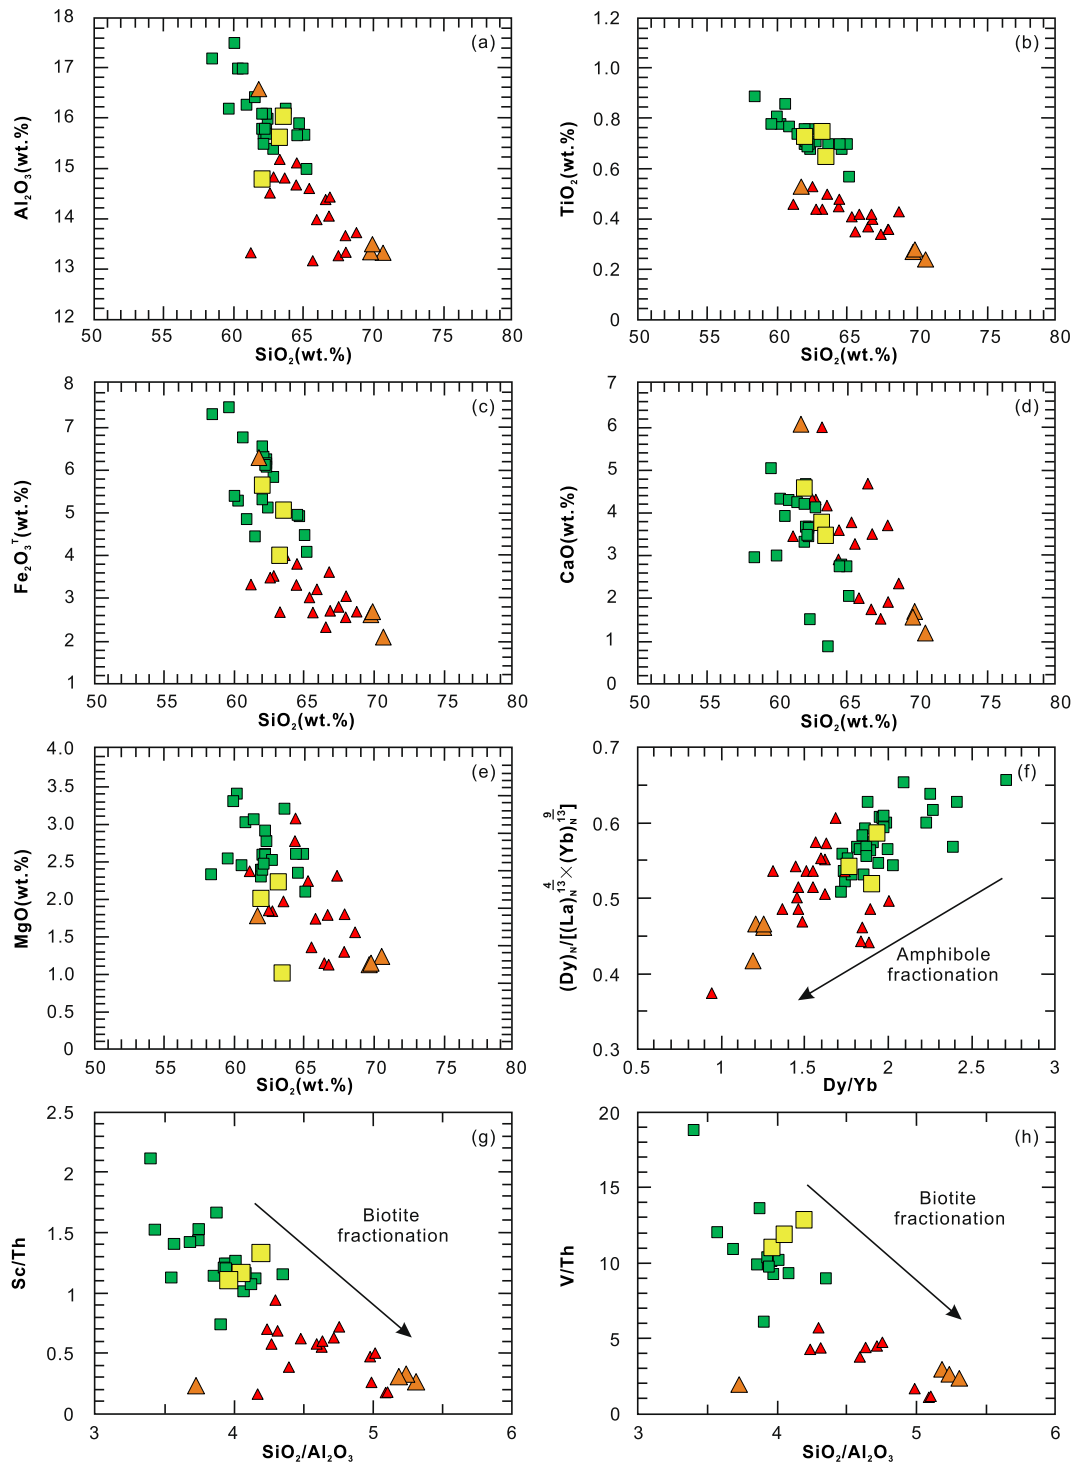 18
17
16
15
14
13
12
Al₂O₃(wt.%)
(a)
50 60 65 70 80
SiO₂(wt.%)
1.2
1.0
0.8
0.6
0.4
0.2
0
TiO₂(wt.%)
(b)
50 55 60 65 70 75 80
SiO₂(wt.%)
8
7
6
5
4
3
2
1
Fe₂O₃ᵀ(wt.%)
(c)
50 55 60 65 70 75 80
SiO₂(wt.%)
7
6
5
4
3
2
1
0
CaO(wt.%)
(d)
50 55 60 65 70 75 80
SiO₂(wt.%)
4.0
3.5
3.0
2.5
2.0
1.5
1.0
0.5
0
MgO(wt.%)
(e)
50 55 60 65 70 75 80
SiO₂(wt.%)
0.7
0.6
0.5
0.4
0.3
(Dy)_N/[(La)_N^(4/13)×(Yb)_N^(9/13)]
(f)
Amphibole
fractionation
0.5 1 1.5 2 2.5 3
Dy/Yb
2.5
2
1.5
1
0.5
0
Sc/Th
(g)
Biotite
fractionation
3 4 5 6
SiO₂/Al₂O₃
20
15
10
5
0
V/Th
(h)
Biotite
fractionation
3 4 5 6
SiO₂/Al₂O₃